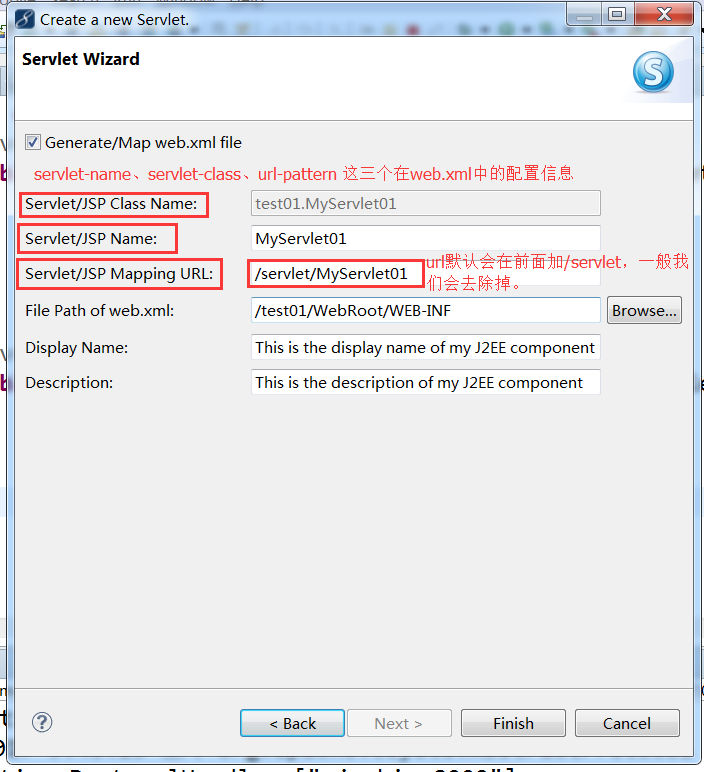 Create a new Servlet.
Servlet Wizard
Generate/Map web.xml file
servlet-name、servlet-class、url-pattern 这三个在web.xml中的配置信息
Servlet/JSP Class Name: test01.MyServlet01
Servlet/JSP Name: MyServlet01
Servlet/JSP Mapping URL: /servlet/MyServlet01
url默认会在前面加/servlet，一般我
们会去除掉。
File Path of web.xml: /test01/WebRoot/WEB-INF Browse...
Display Name: This is the display name of my J2EE component
Description: This is the description of my J2EE component
< Back Next > Finish Cancel